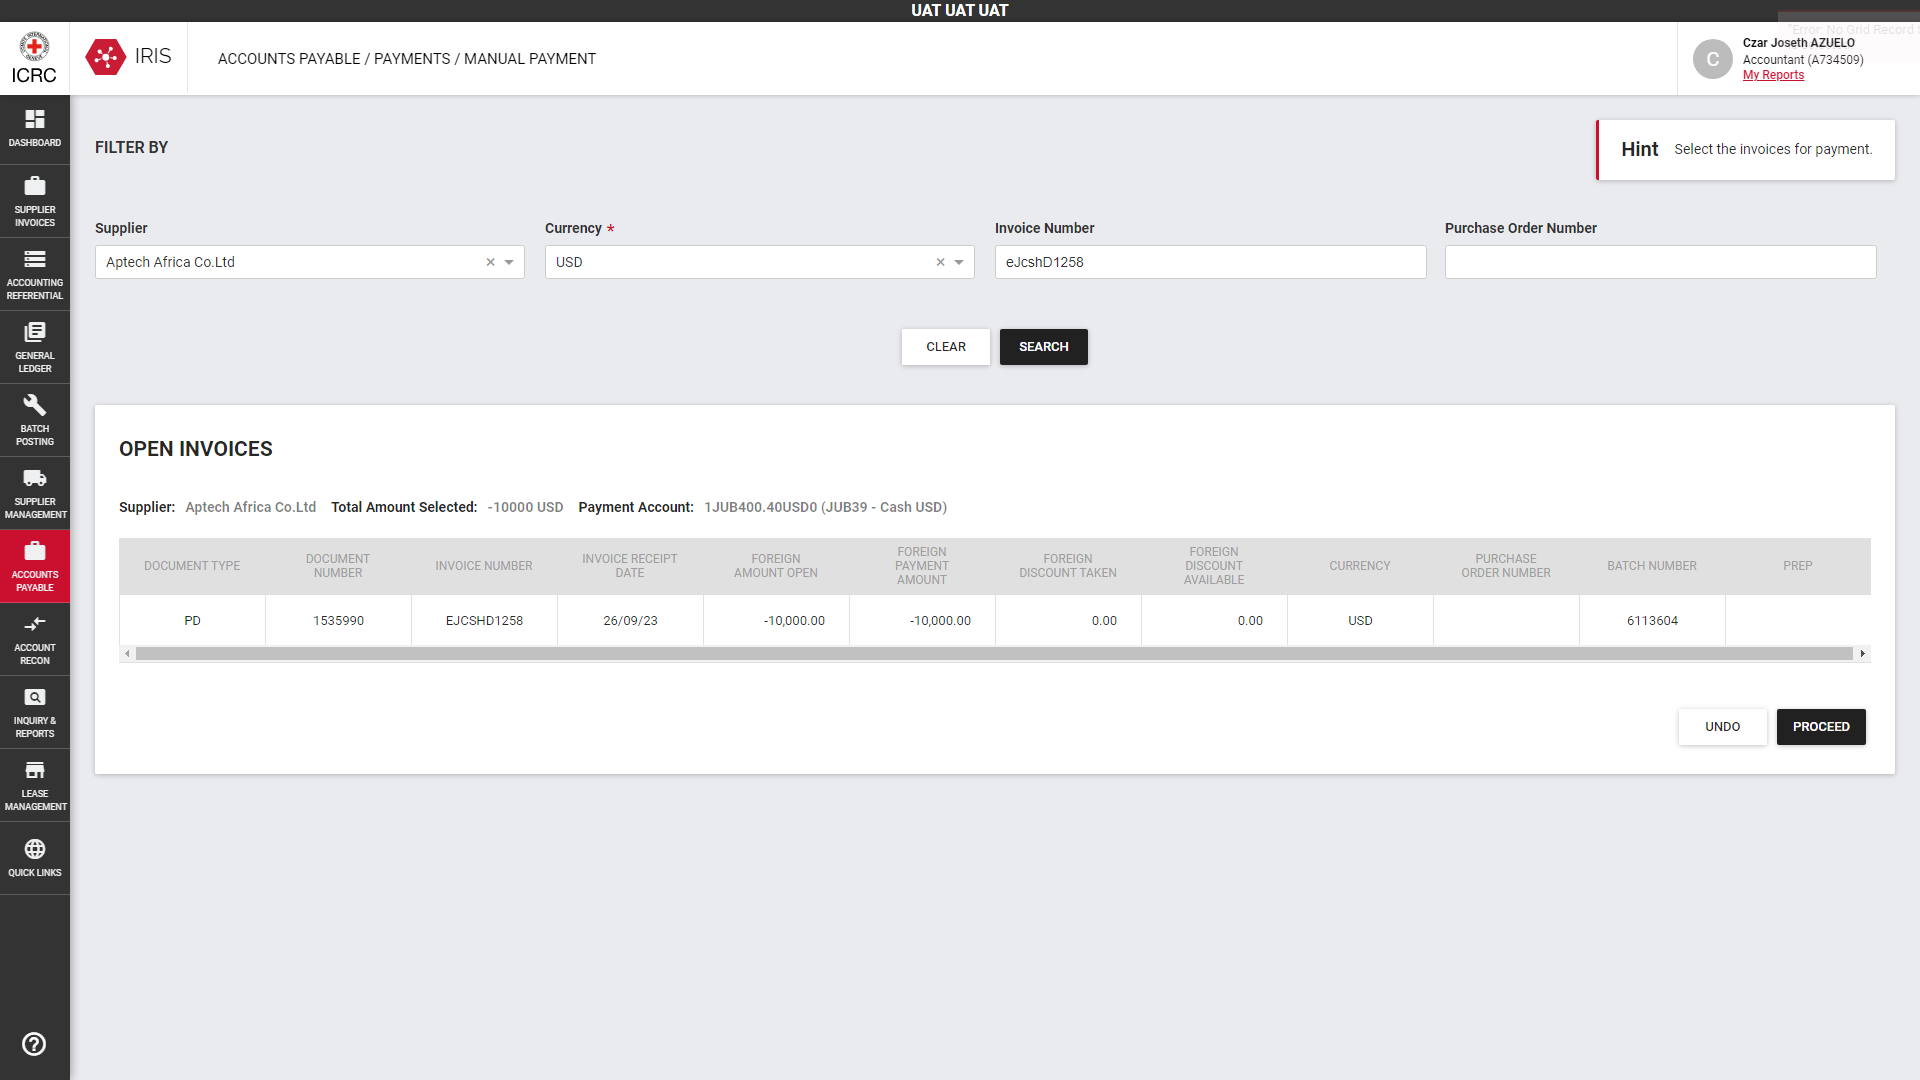 UAT UAT UAT
"Error: No Grid Record
ICRC
IRIS
ACCOUNTS PAYABLE / PAYMENTS / MANUAL PAYMENT
C
Czar Joseth AZUELO
Accountant (A734509)
My Reports
DASHBOARD
SUPPLIER
INVOICES
ACCOUNTING
REFERENTIAL
GENERAL
LEDGER
BATCH
POSTING
SUPPLIER
MANAGEMENT
ACCOUNTS
PAYABLE
ACCOUNT
RECON
INQUIRY &
REPORTS
LEASE
MANAGEMENT
QUICK LINKS
FILTER BY
Hint Select the invoices for payment.
Supplier Currency * Invoice Number Purchase Order Number
Aptech Africa Co.Ltd × USD × eJcshD1258
CLEAR SEARCH
OPEN INVOICES
Supplier: Aptech Africa Co.Ltd Total Amount Selected: -10000 USD Payment Account: 1JUB400.40USD0 (JUB39 - Cash USD)
DOCUMENT TYPE DOCUMENT NUMBER INVOICE NUMBER INVOICE RECEIPT DATE FOREIGN AMOUNT OPEN FOREIGN PAYMENT AMOUNT FOREIGN DISCOUNT TAKEN FOREIGN DISCOUNT AVAILABLE CURRENCY PURCHASE ORDER NUMBER BATCH NUMBER PREP
PD 1535990 EJCSHD1258 26/09/23 -10,000.00 -10,000.00 0.00 0.00 USD 6113604
UNDO PROCEED